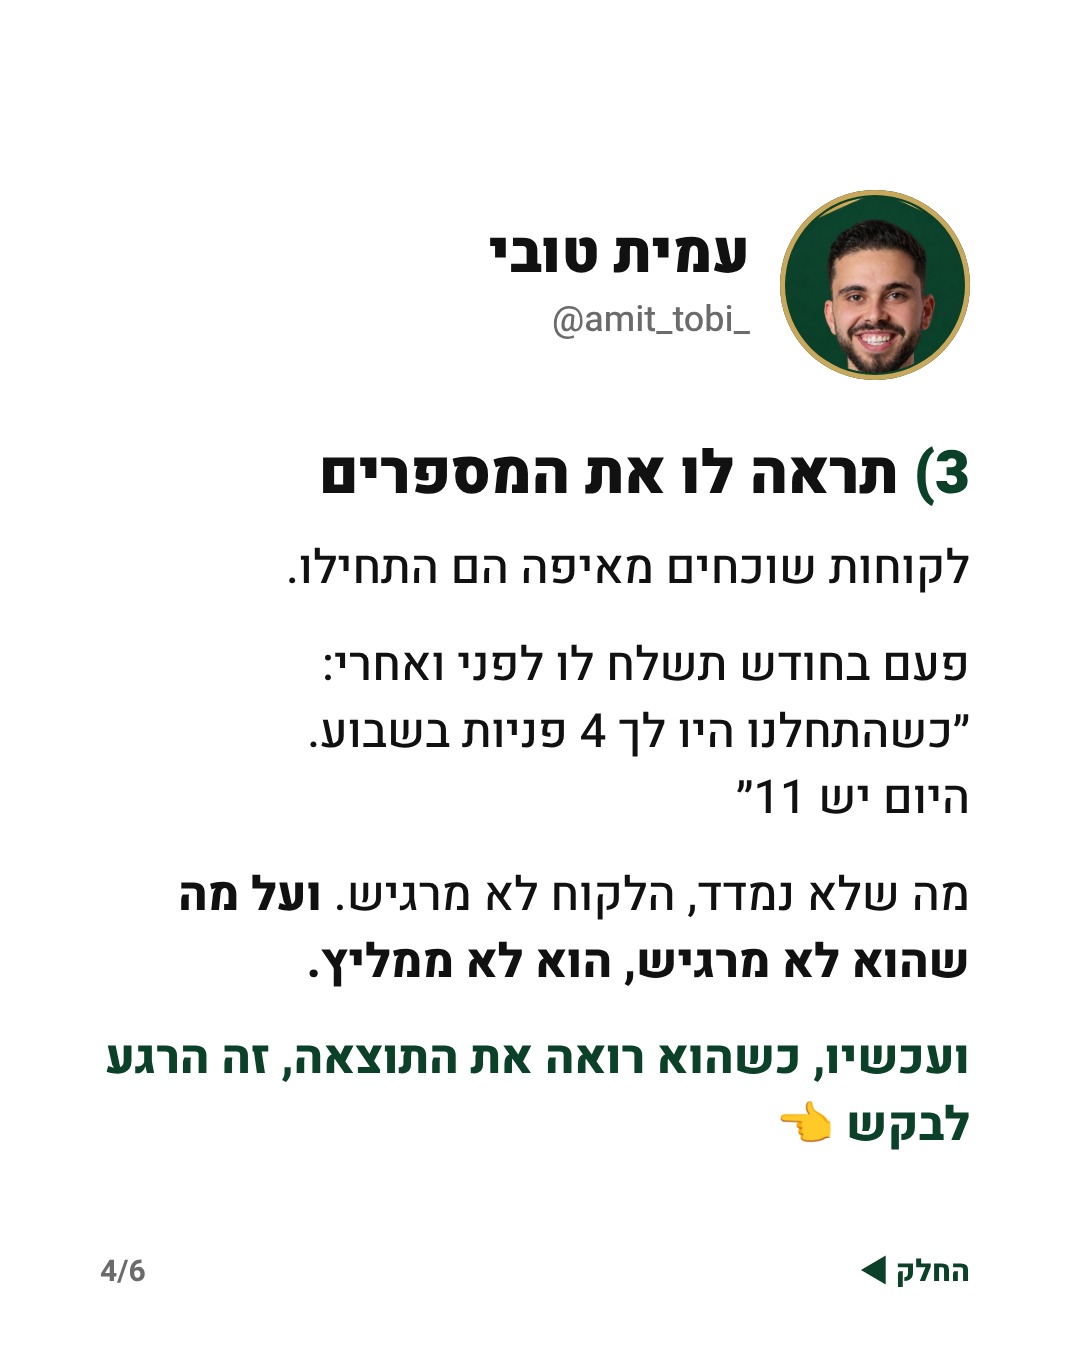 עמית טובי
@amit_tobi_
3) תראה לו את המספרים
לקוחות שוכחים מאיפה הם התחילו.
פעם בחודש תשלח לו לפני ואחרי:
״כשהתחלנו היו לך 4 פניות בשבוע.
היום יש 11״
מה שלא נמדד, הלקוח לא מרגיש. ועל מה
שהוא לא מרגיש, הוא לא ממליץ.
ועכשיו, כשהוא רואה את התוצאה, זה הרגע
לבקש 👈
החלק ◀
4/6